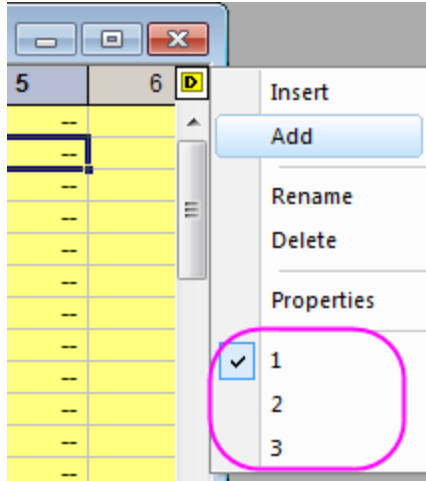 5 6 D
Insert
--
Add
--
--
Rename
--
Delete
--
--
Properties
--
--
1
--
2
--
--
3
--